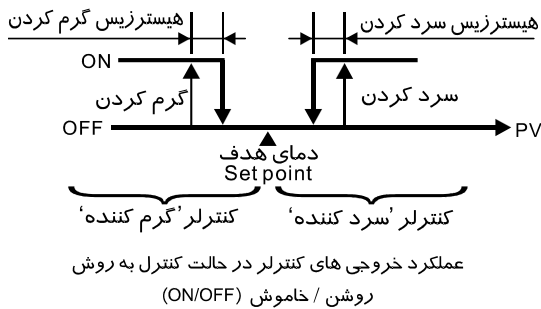 هیسترزیس سرد کردن
هیسترزیس گرم کردن
ON
سرد کردن
گرم کردن
OFF
PV
دمای هدف
Set point
کنترلر 'سرد کننده'
کنترلر 'گرم کننده'
عملکرد خروجی های کنترلر در حالت کنترل به روش
روشن / خاموش (ON/OFF)